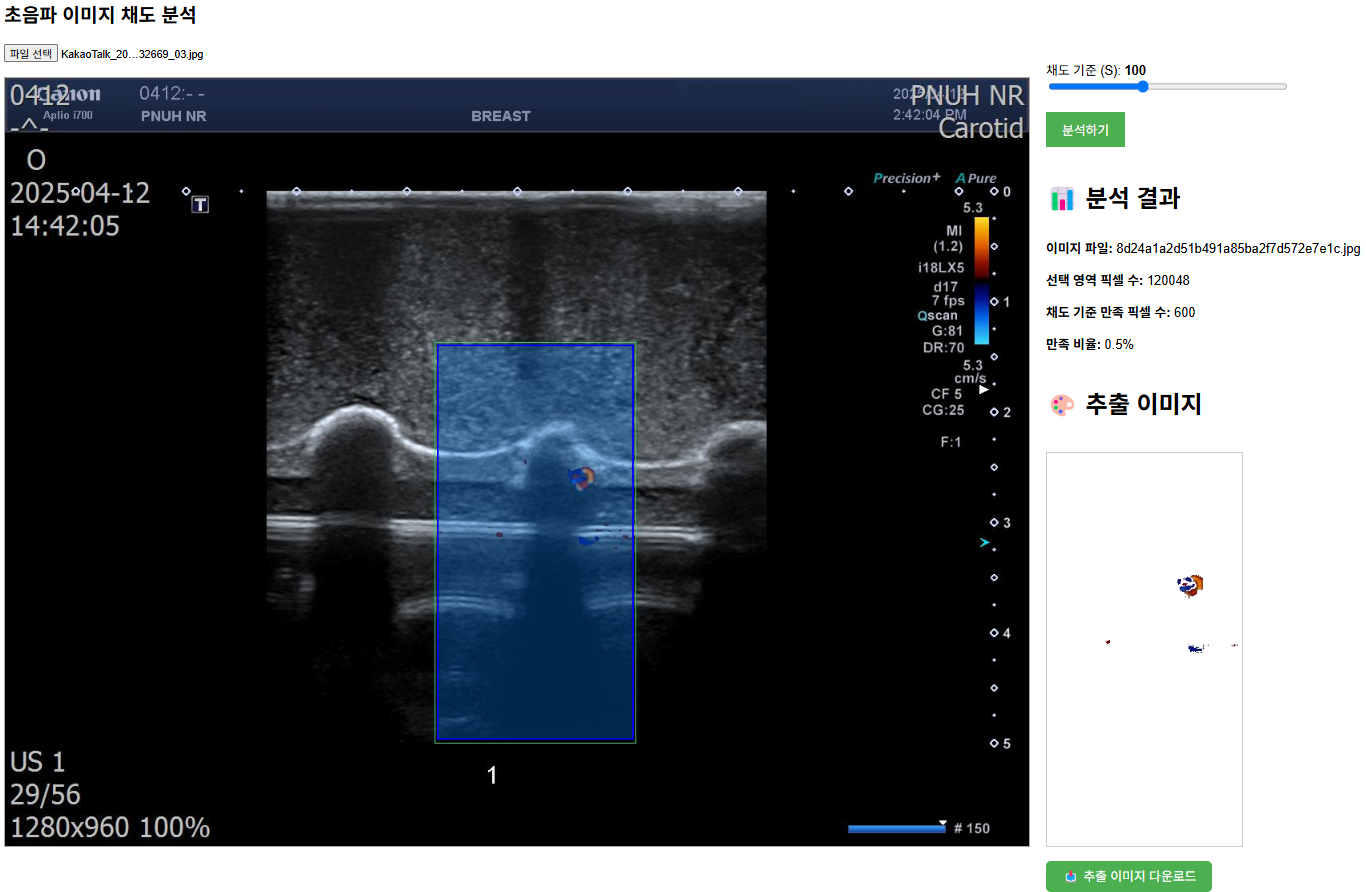 초음파 이미지 채도 분석
파일 선택 KakaoTalk_20…32669_03.jpg
0412
Canon
0412:- -
PNUH NR
-^-
Aplio i700
PNUH NR
BREAST
2:42:04 PM
Carotid
O
2025-04-12
14:42:05
T
Precision+ A Pure
0
5.3
MI
(1.2)
i18LX5
d17
7 fps
1
Qscan
G:81
DR:70
5.3
cm/s
CF 5
CG:25
2
F:1
3
4
5
US 1
29/56
1280x960 100%
1
# 150
채도 기준 (S): 100
분석하기
분석 결과
이미지 파일: 8d24a1a2d51b491a85ba2f7d572e7e1c.jpg
선택 영역 픽셀 수: 120048
채도 기준 만족 픽셀 수: 600
만족 비율: 0.5%
추출 이미지
추출 이미지 다운로드